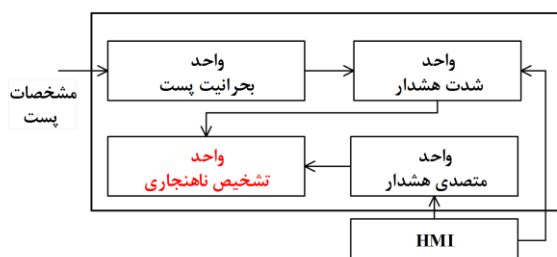 واحد
شدت هشدار
واحد
بحرانیت پست
مشخصات
پست
واحد
متصدی هشدار
واحد
تشخیص ناهنجاری
HMI